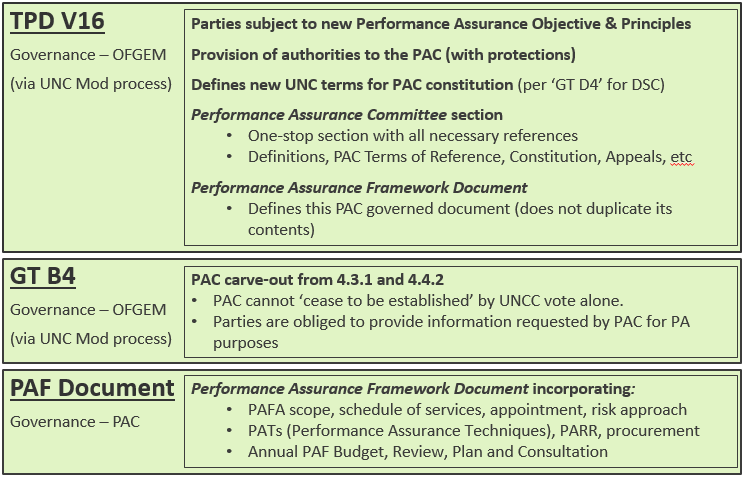 TPD V16
Governance – OFGEM
(via UNC Mod process)
Parties subject to new Performance Assurance Objective & Principles
Provision of authorities to the PAC (with protections)
Defines new UNC terms for PAC constitution (per ‘GT D4’ for DSC)
Performance Assurance Committee section
• One-stop section with all necessary references
• Definitions, PAC Terms of Reference, Constitution, Appeals, etc
Performance Assurance Framework Document
• Defines this PAC governed document (does not duplicate its
contents)
GT B4
Governance – OFGEM
(via UNC Mod process)
PAC carve-out from 4.3.1 and 4.4.2
• PAC cannot ‘cease to be established’ by UNCC vote alone.
• Parties are obliged to provide information requested by PAC for PA
purposes
PAF Document
Governance – PAC
Performance Assurance Framework Document incorporating:
• PAFA scope, schedule of services, appointment, risk approach
• PATs (Performance Assurance Techniques), PARR, procurement
• Annual PAF Budget, Review, Plan and Consultation